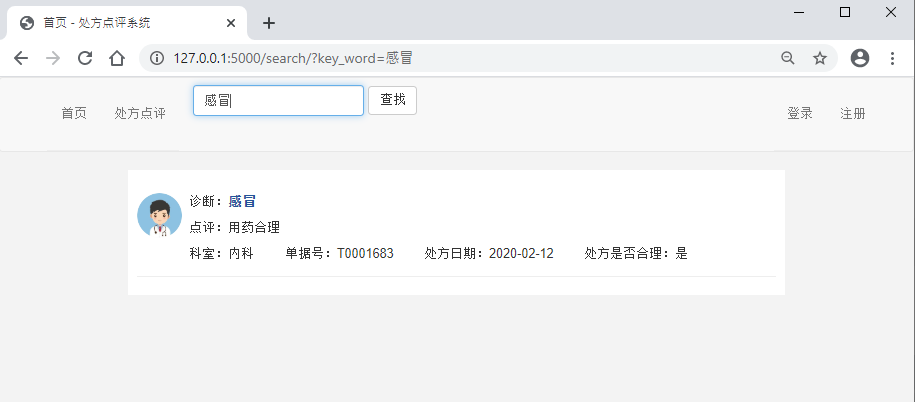 首页 - 处方点评系统
127.0.0.1:5000/search/?key_word=感冒
首页 处方点评 感冒 查找 登录 注册
诊断：感冒
点评：用药合理
科室：内科 单据号：T0001683 处方日期：2020-02-12 处方是否合理：是